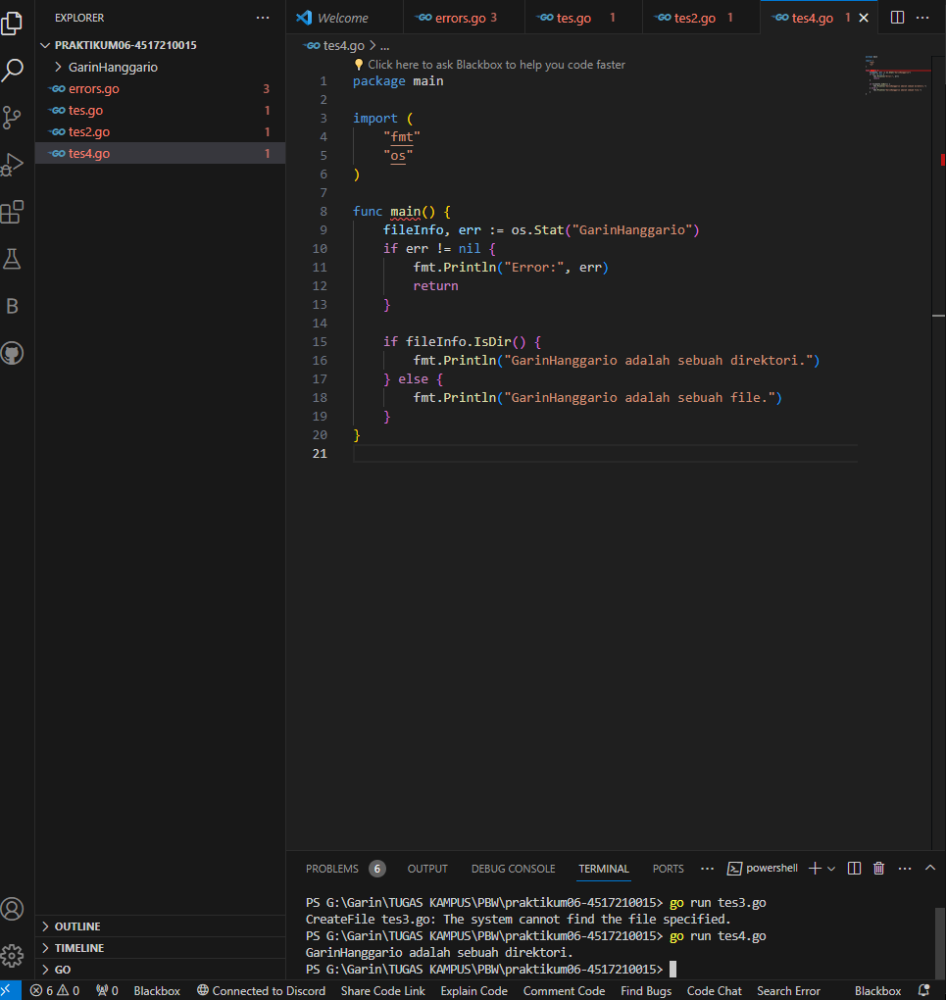 EXPLORER
PRAKTIKUM06-4517210015
GarinHanggario
errors.go 3
tes.go 1
tes2.go 1
tes4.go 1
OUTLINE
TIMELINE
GO
Welcome
errors.go 3
tes.go 1
tes2.go 1
tes4.go 1
tes4.go > ...
Click here to ask Blackbox to help you code faster
1 package main
2
3 import (
4     "fmt"
5     "os"
6 )
7
8 func main() {
9     fileInfo, err := os.Stat("GarinHanggario")
10     if err != nil {
11         fmt.Println("Error:", err)
12         return
13     }
14
15     if fileInfo.IsDir() {
16         fmt.Println("GarinHanggario adalah sebuah direktori.")
17     } else {
18         fmt.Println("GarinHanggario adalah sebuah file.")
19     }
20 }
21
PROBLEMS 6 OUTPUT DEBUG CONSOLE TERMINAL PORTS ... powershell
PS G:\Garin\TUGAS KAMPUS\PBW\praktikum06-4517210015> go run tes3.go
CreateFile tes3.go: The system cannot find the file specified.
PS G:\Garin\TUGAS KAMPUS\PBW\praktikum06-4517210015> go run tes4.go
GarinHanggario adalah sebuah direktori.
PS G:\Garin\TUGAS KAMPUS\PBW\praktikum06-4517210015>
6 0 0 Blackbox Connected to Discord Share Code Link Explain Code Comment Code Find Bugs Code Chat Search Error Blackbox